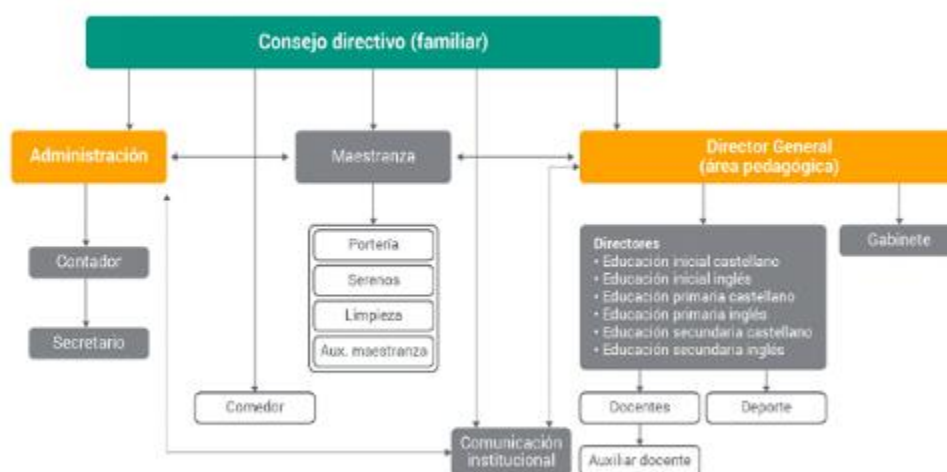 Consejo directivo (familiar)
Administración
Maestranza
Director General
(área pedagógica)
Contador
Secretario
Portería
Serenos
Limpieza
Aux. maestranza
Directores
• Educación inicial castellano
• Educación inicial inglés
• Educación primaria castellano
• Educación primaria inglés
• Educación secundaria castellano
• Educación secundaria inglés
Gabinete
Comedor
Docentes
Deporte
Comunicación
institucional
Auxiliar docente